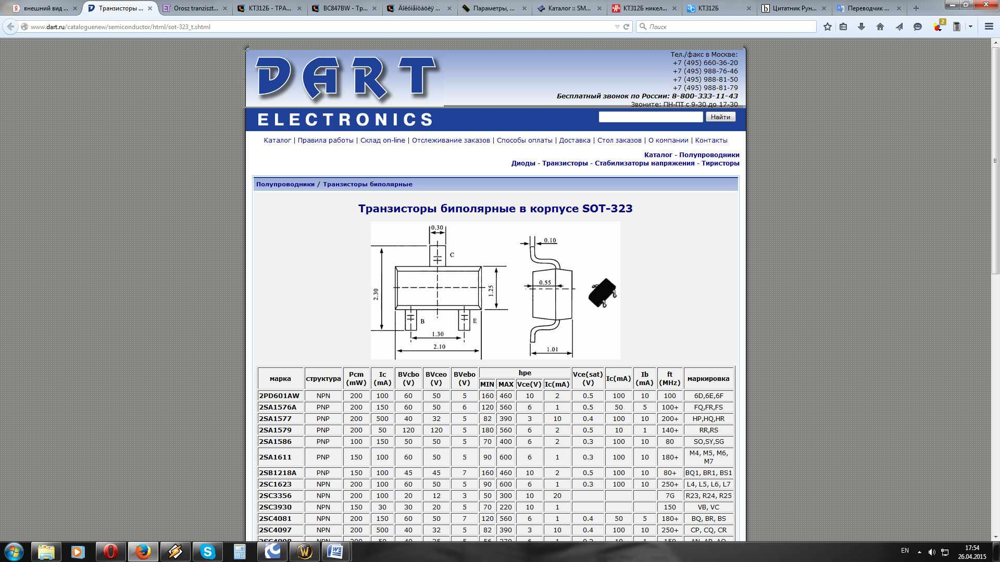 внешний вид ...
Транзисторы ...
Orosz tranziszt...
КТ312Б - ТРА...
BC847BW - Тр...
Äîêóìåíòàöèÿ ...
Параметры, ...
Каталог :: SM...
КТ312Б никел...
КТ312Б
Цитатник Рун...
Переводчик ...
www.dart.ru/cataloguenew/semiconductor/html/sot-323_t.shtml
Поиск
2
DART
ELECTRONICS
Тел./факс в Москве:
+7 (495) 660-36-20
+7 (495) 988-76-46
+7 (495) 988-81-50
+7 (495) 988-81-79
Бесплатный звонок по России: 8-800-333-11-43
Звоните: ПН-ПТ с 9-30 до 17-30
Найти
Каталог | Правила работы | Склад on-line | Отслеживание заказов | Способы оплаты | Доставка | Стол заказов | О компании | Контакты
Каталог - Полупроводники
Диоды - Транзисторы - Стабилизаторы напряжения - Тиристоры
Полупроводники / Транзисторы биполярные
Транзисторы биполярные в корпусе SOT-323
0.30
C
2.30
1.25
B
E
1.30
2.10
0.10
0.55
1.01
марка структура Pcm (mW) Ic (mA) BVcbo (V) BVceo (V) BVebo (V) hpe Vce(sat) (V) Ic(mA) Ib (mA) ft (MHz) маркировка
MIN MAX Vce(V) Ic(mA)
2PD601AW NPN 200 100 60 50 5 160 460 10 2 0.5 100 10 100 6D,6E,6F
2SA1576A PNP 200 150 60 50 6 120 560 6 1 0.5 50 5 100+ FQ,FR,FS
2SA1577 PNP 200 500 40 32 5 82 390 3 10 0.4 100 10 200+ HP,HQ,HR
2SA1579 PNP 200 50 120 120 5 180 560 6 2 0.5 10 1 140+ RR,RS
2SA1586 PNP 100 150 50 50 5 70 400 6 2 0.3 100 10 80 SO,SY,SG
2SA1611 PNP 150 100 60 50 5 90 600 6 1 0.3 100 10 180+ M4, M5, M6, M7
2SB1218A PNP 150 100 45 45 7 160 460 10 2 0.5 100 10 80+ BQ1, BR1, BS1
2SC1623 NPN 200 100 60 50 5 90 600 6 1 0.3 100 10 250+ L4, L5, L6, L7
2SC3356 NPN 200 100 20 12 3 50 300 10 20 7G R23, R24, R25
2SC3930 NPN 150 30 30 20 5 70 220 10 1 150 VB, VC
2SC4081 NPN 200 150 60 50 7 120 560 6 1 0.4 50 5 180+ BQ, BR, BS
2SC4097 NPN 200 500 40 32 5 82 390 3 10 0.4 100 10 250+ CP, CQ, CR
EN
17:54
26.04.2015